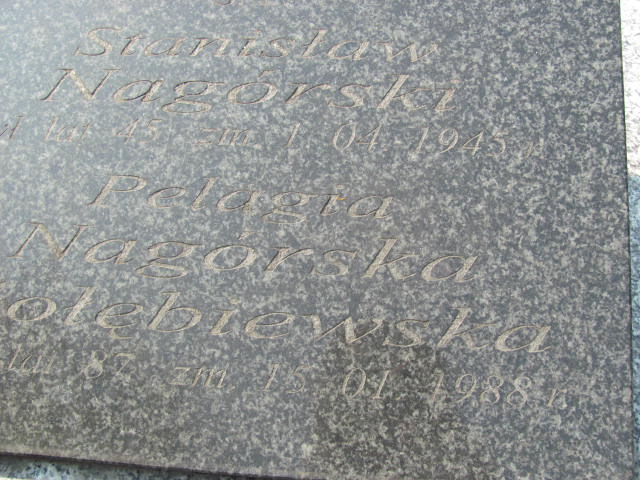 Stanisław
Nagórski
ł lat 45 zm. 1 04 1945 r
Pelagia
Nagórska
ołębiewska
lat 87 zm 15 01 1988 r